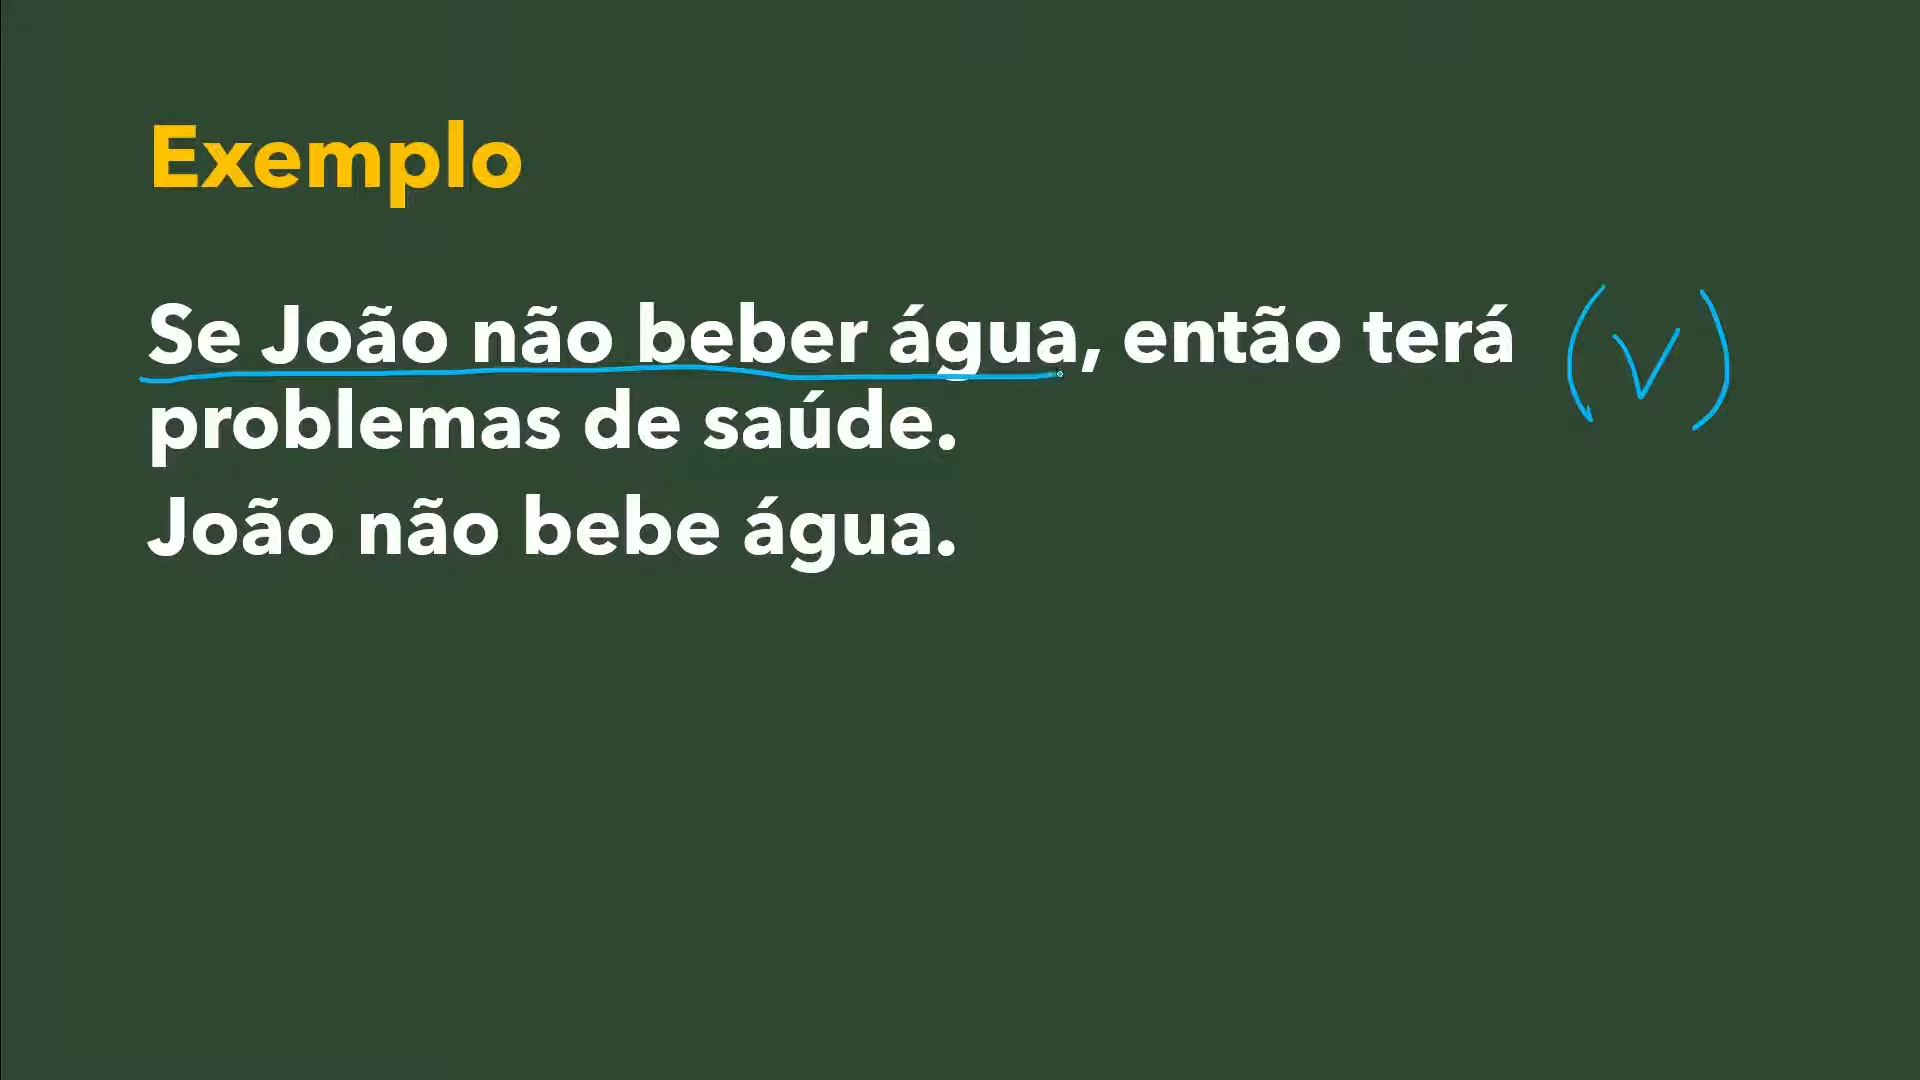 Exemplo
Se João não beber água, então terá (V)
problemas de saúde.
João não bebe água.